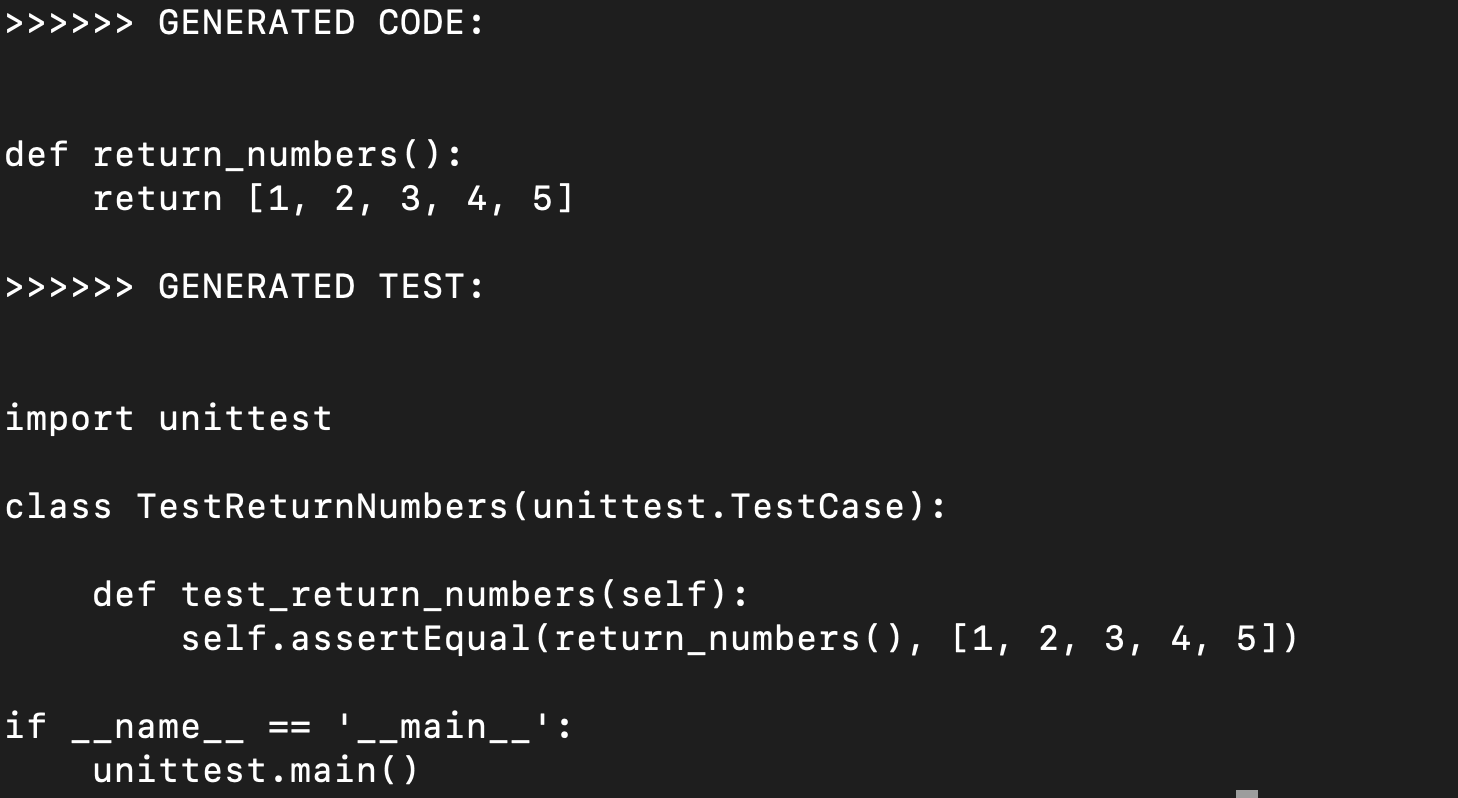 >>>>>> GENERATED CODE:
def return_numbers():
    return [1, 2, 3, 4, 5]
>>>>>> GENERATED TEST:
import unittest
class TestReturnNumbers(unittest.TestCase):
    def test_return_numbers(self):
        self.assertEqual(return_numbers(), [1, 2, 3, 4, 5])
if __name__ == '__main__':
    unittest.main()